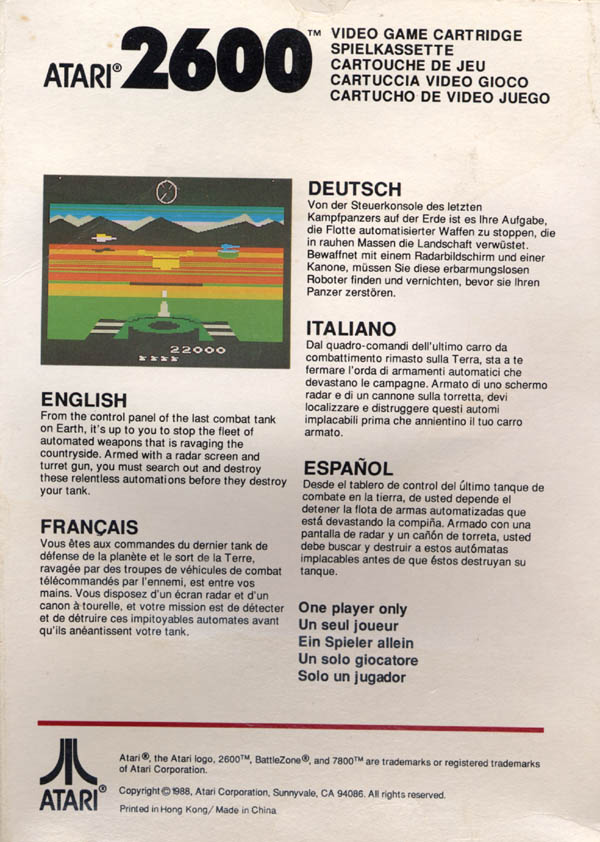 ATARI® 2600™
VIDEO GAME CARTRIDGE
SPIELKASSETTE
CARTOUCHE DE JEU
CARTUCCIA VIDEO GIOCO
CARTUCHO DE VIDEO JUEGO
22000
ENGLISH
From the control panel of the last combat tank
on Earth, it's up to you to stop the fleet of
automated weapons that is ravaging the
countryside. Armed with a radar screen and
turret gun, you must search out and destroy
these relentless automations before they destroy
your tank.
FRANÇAIS
Vous êtes aux commandes du dernier tank de
défense de la planète et le sort de la Terre,
ravagée par des troupes de véhicules de combat
télécommandés par l'ennemi, est entre vos
mains. Vous disposez d'un écran radar et d'un
canon à tourelle, et votre mission est de détecter
et de détruire ces impitoyables automates avant
qu'ils anéantissent votre tank.
DEUTSCH
Von der Steuerkonsole des letzten
Kampfpanzers auf der Erde ist es Ihre Aufgabe,
die Flotte automatisierter Waffen zu stoppen, die
in rauhen Massen die Landschaft verwüstet.
Bewaffnet mit einem Radarbildschirm und einer
Kanone, müssen Sie diese erbarmungslosen
Roboter finden und vernichten, bevor sie Ihren
Panzer zerstören.
ITALIANO
Dal quadro-comandi dell'ultimo carro da
combattimento rimasto sulla Terra, sta a te
fermare l'orda di armamenti automatici che
devastano le campagne. Armato di uno schermo
radar e di un cannone sulla torretta, devi
localizzare e distruggere questi automi
implacabili prima che annientino il tuo carro
armato.
ESPAÑOL
Desde el tablero de control del último tanque de
combate en la tierra, de usted depende el
detener la flota de armas automatizadas que
está devastando la compiña. Armado con una
pantalla de radar y un cañón de torreta, usted
debe buscar y destruir a estos autómatas
implacables antes de que éstos destruyan su
tanque.
One player only
Un seul joueur
Ein Spieler allein
Un solo giocatore
Solo un jugador
ATARI®
Atari®, the Atari logo, 2600™, BattleZone®, and 7800™ are trademarks or registered trademarks
of Atari Corporation.
Copyright © 1988, Atari Corporation, Sunnyvale, CA 94086. All rights reserved.
Printed in Hong Kong/ Made in China